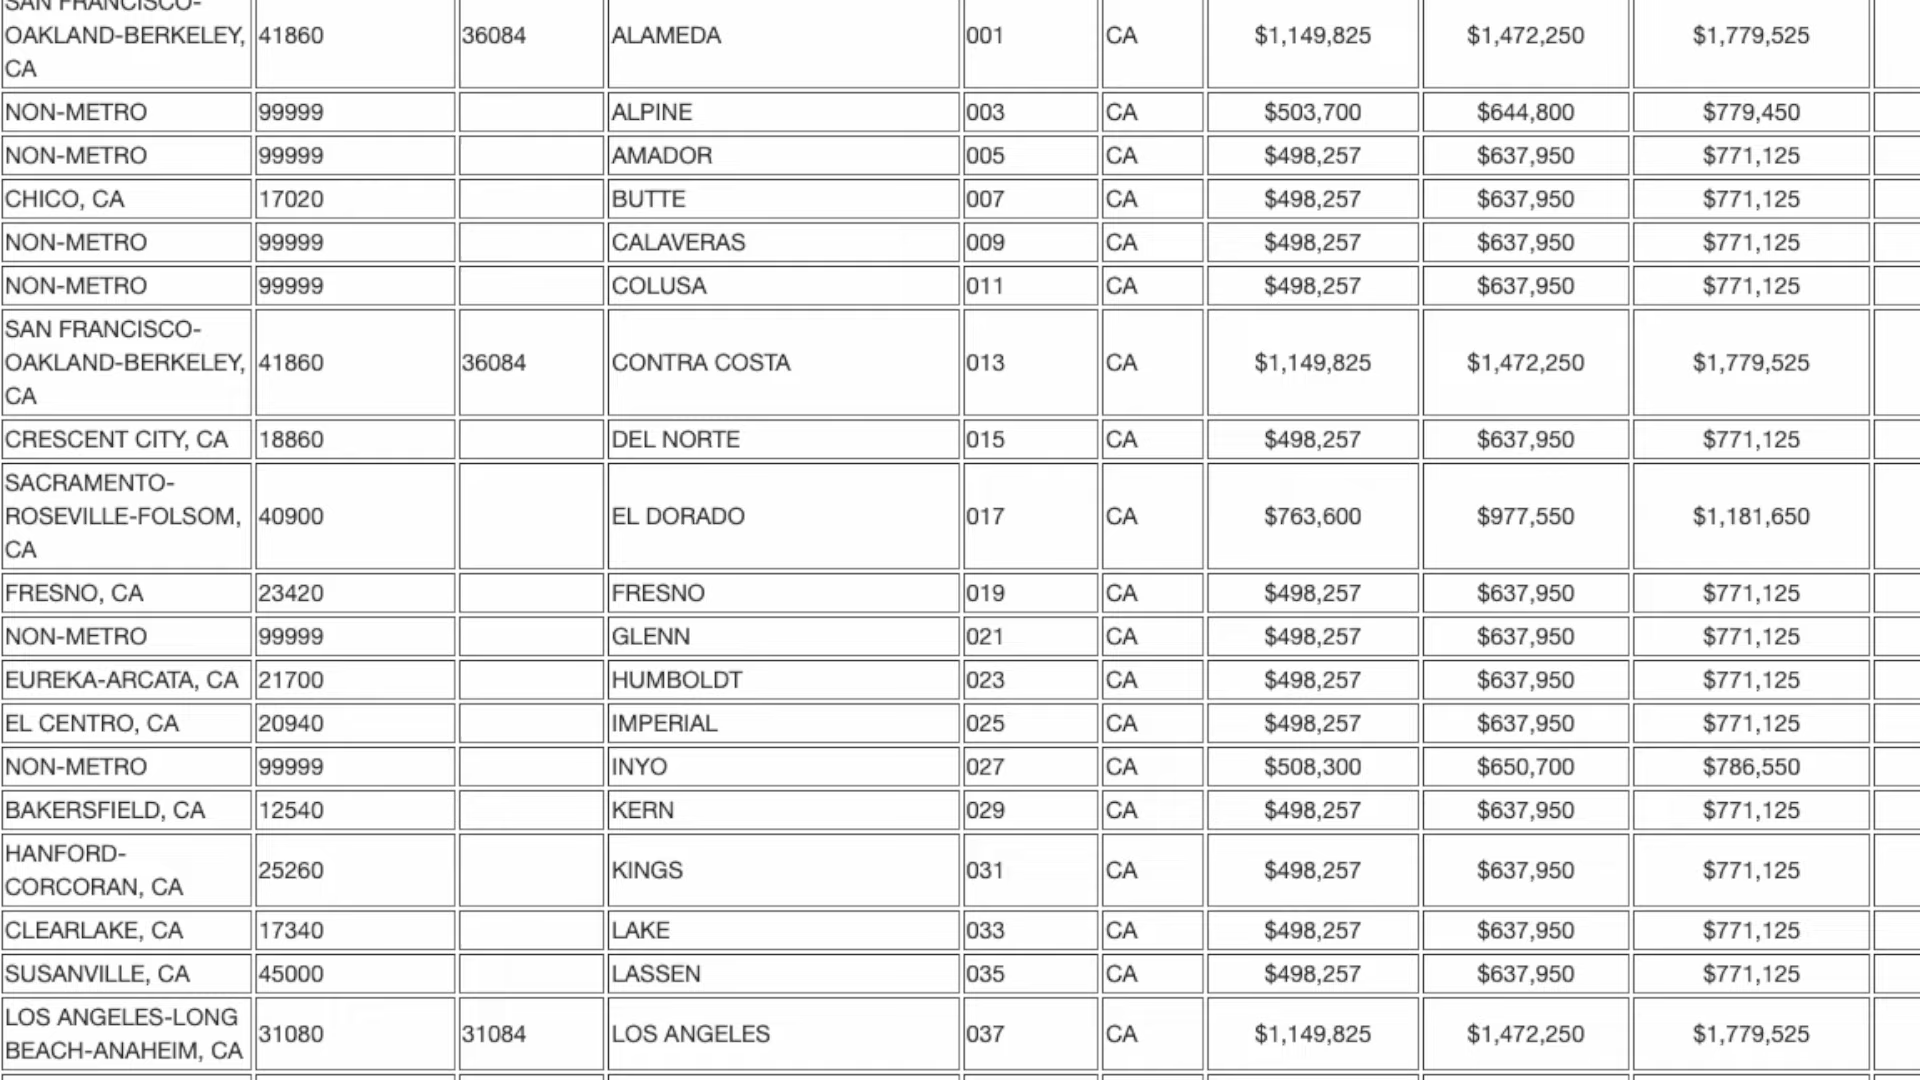 SAN FRANCISCO-
OAKLAND-BERKELEY, 41860 36084 ALAMEDA 001 CA $1,149,825 $1,472,250 $1,779,525
CA
NON-METRO 99999 ALPINE 003 CA $503,700 $644,800 $779,450
NON-METRO 99999 AMADOR 005 CA $498,257 $637,950 $771,125
CHICO, CA 17020 BUTTE 007 CA $498,257 $637,950 $771,125
NON-METRO 99999 CALAVERAS 009 CA $498,257 $637,950 $771,125
NON-METRO 99999 COLUSA 011 CA $498,257 $637,950 $771,125
SAN FRANCISCO-
OAKLAND-BERKELEY, 41860 36084 CONTRA COSTA 013 CA $1,149,825 $1,472,250 $1,779,525
CA
CRESCENT CITY, CA 18860 DEL NORTE 015 CA $498,257 $637,950 $771,125
SACRAMENTO-
ROSEVILLE-FOLSOM, 40900 EL DORADO 017 CA $763,600 $977,550 $1,181,650
CA
FRESNO, CA 23420 FRESNO 019 CA $498,257 $637,950 $771,125
NON-METRO 99999 GLENN 021 CA $498,257 $637,950 $771,125
EUREKA-ARCATA, CA 21700 HUMBOLDT 023 CA $498,257 $637,950 $771,125
EL CENTRO, CA 20940 IMPERIAL 025 CA $498,257 $637,950 $771,125
NON-METRO 99999 INYO 027 CA $508,300 $650,700 $786,550
BAKERSFIELD, CA 12540 KERN 029 CA $498,257 $637,950 $771,125
HANFORD-
CORCORAN, CA 25260 KINGS 031 CA $498,257 $637,950 $771,125
CLEARLAKE, CA 17340 LAKE 033 CA $498,257 $637,950 $771,125
SUSANVILLE, CA 45000 LASSEN 035 CA $498,257 $637,950 $771,125
LOS ANGELES-LONG
BEACH-ANAHEIM, CA 31080 31084 LOS ANGELES 037 CA $1,149,825 $1,472,250 $1,779,525